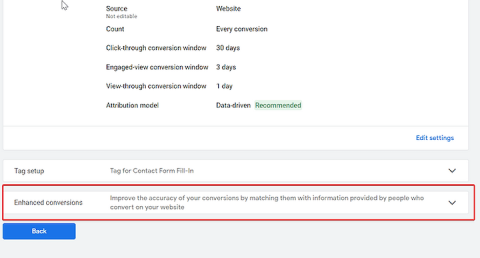 Source Website
Not editable
Count Every conversion
Click-through conversion window 30 days
Engaged-view conversion window 3 days
View-through conversion window 1 day
Attribution model Data-driven Recommended
Edit settings
Tag setup Tag for Contact Form Fill-In
Enhanced conversions Improve the accuracy of your conversions by matching them with information provided by people who
convert on your website
Back